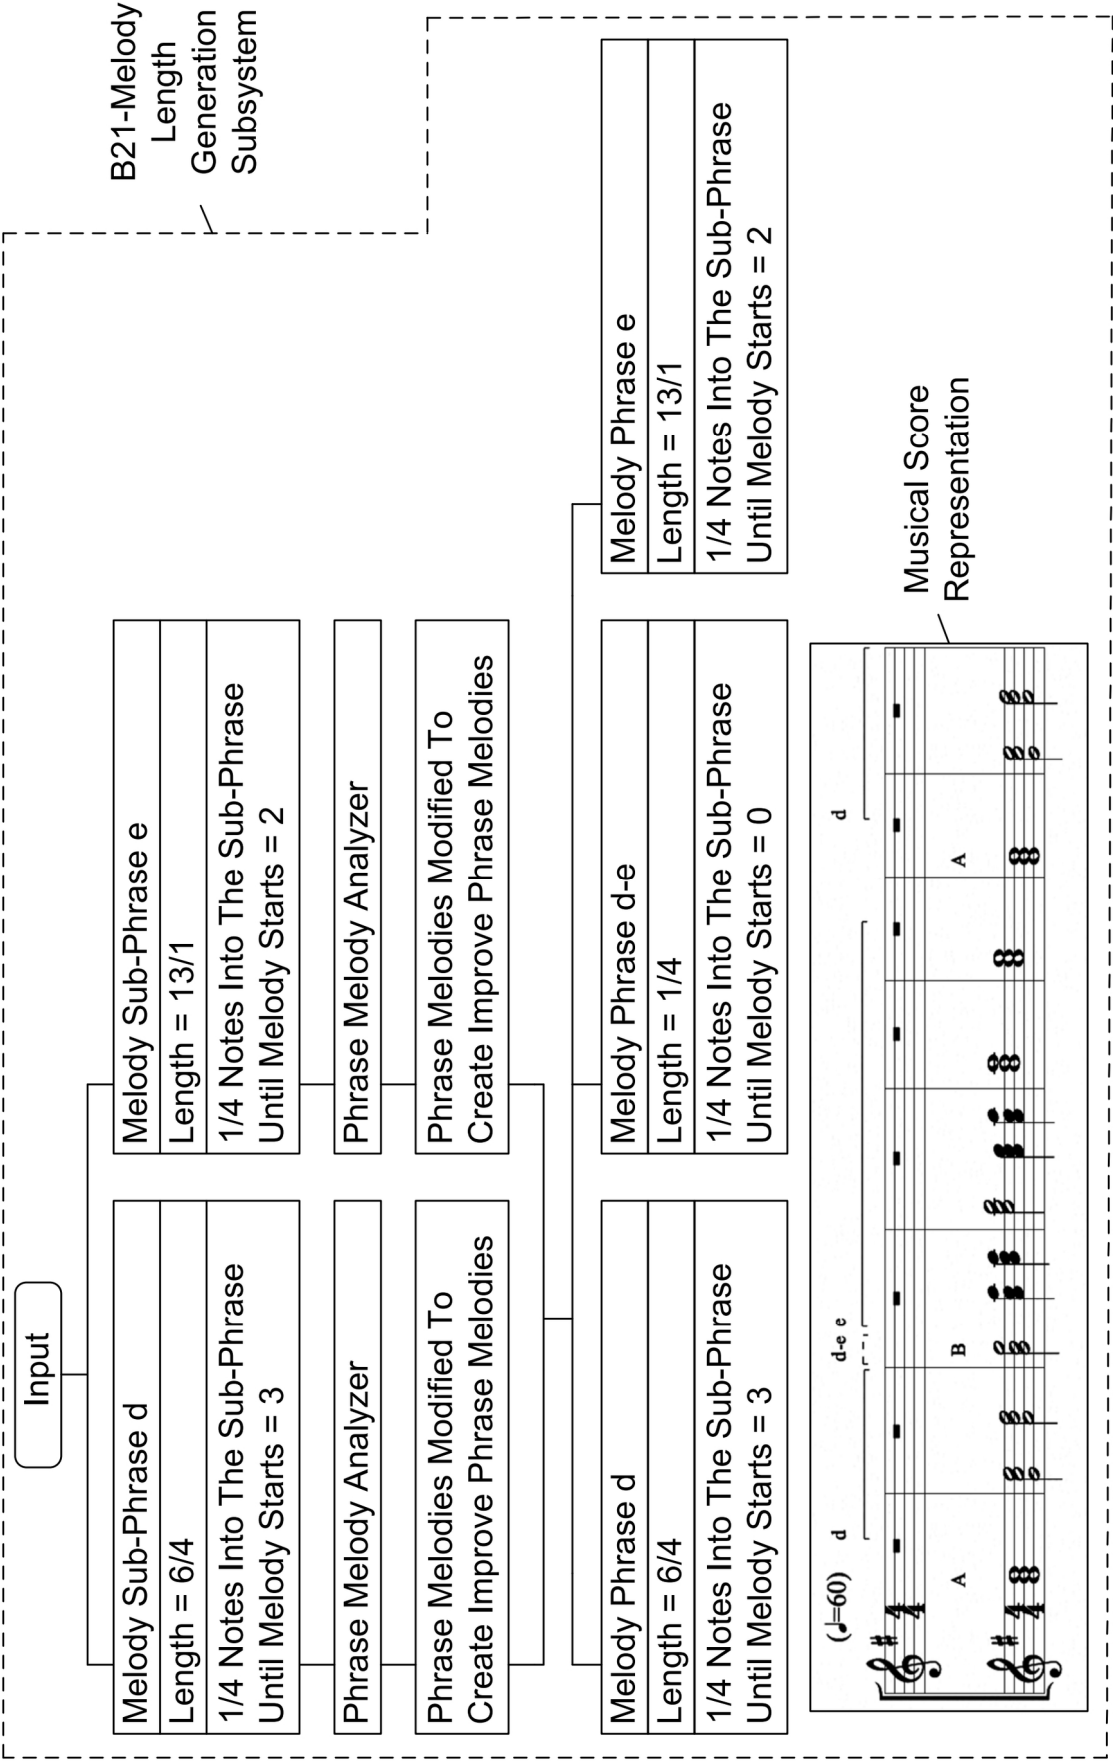 B21-Melody
Length
Generation
Subsystem
Input
Melody Sub-Phrase d
Length = 6/4
1/4 Notes Into The Sub-Phrase
Until Melody Starts = 3
Melody Sub-Phrase e
Length = 13/1
1/4 Notes Into The Sub-Phrase
Until Melody Starts = 2
Phrase Melody Analyzer
Phrase Melody Analyzer
Phrase Melodies Modified To
Create Improve Phrase Melodies
Phrase Melodies Modified To
Create Improve Phrase Melodies
Melody Phrase d
Length = 6/4
1/4 Notes Into The Sub-Phrase
Until Melody Starts = 3
Melody Phrase d-e
Length = 1/4
1/4 Notes Into The Sub-Phrase
Until Melody Starts = 0
Melody Phrase e
Length = 13/1
1/4 Notes Into The Sub-Phrase
Until Melody Starts = 2
Musical Score
Representation
(♩=60) d d-e e d
4
4
A B A
4
4